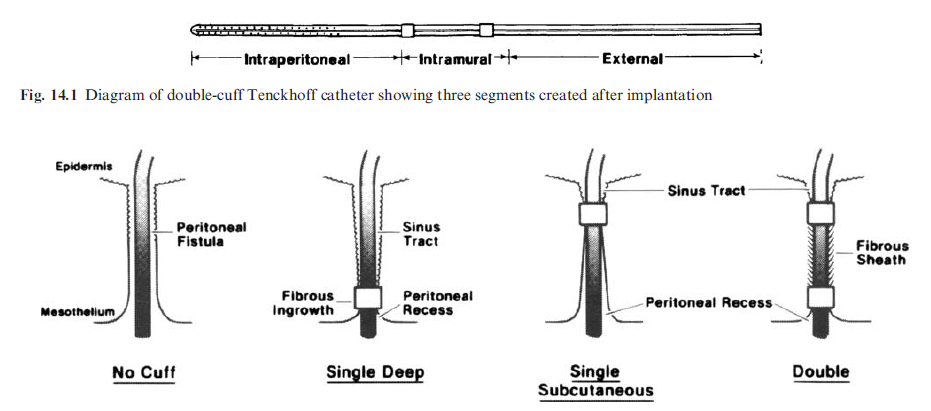 Intraperitoneal Intramural External
Fig. 14.1 Diagram of double-cuff Tenckhoff catheter showing three segments created after implantation
Epidermis
Peritoneal
Fistula
Mesothelium
No Cuff
Sinus
Tract
Fibrous
Ingrowth
Peritoneal
Recess
Single Deep
Sinus Tract
Peritoneal Recess
Single
Subcutaneous
Fibrous
Sheath
Double